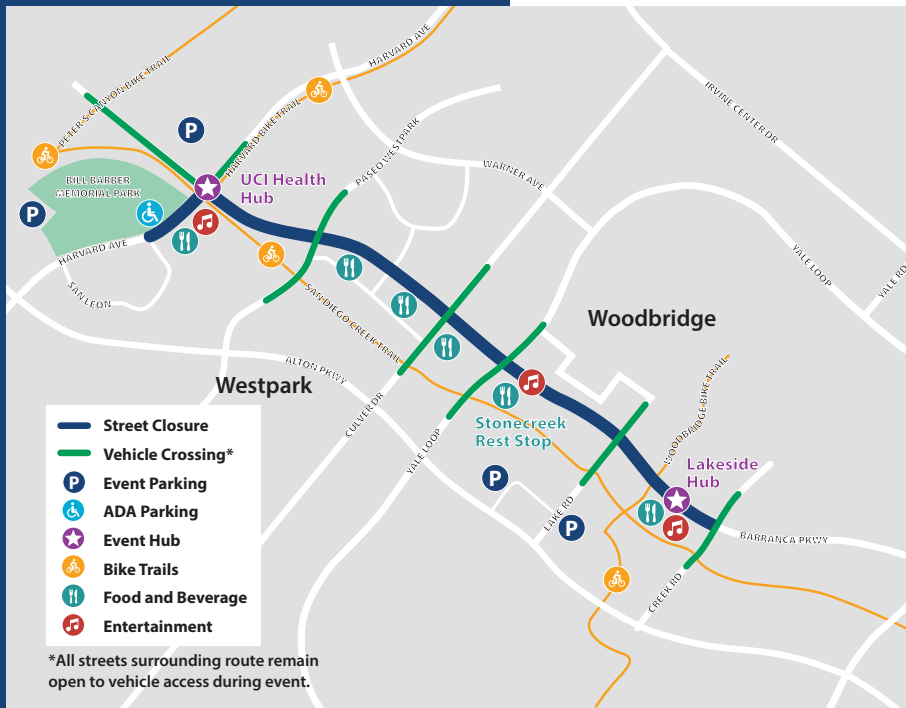 HARVARD AVE
PETER'S CANYON BIKE TRAIL
HARVARD BIKE TRAIL
IRVINE CENTER DR
P
PASEO WESTPARK
WARNER AVE
BILL BARBER
MEMORIAL PARK
UCI Health
Hub
P
HARVARD AVE
SAN LEON
YALE LOOP
YALE RD
SAN DIEGO CREEK TRAIL
Woodbridge
ALTON PKWY
Westpark
CULVER DR
YALE LOOP
WOODBRIDGE BIKE TRAIL
Stonecreek
Rest Stop
Lakeside
Hub
P
LAKE RD
P
BARRANCA PKWY
CREEK RD
Street Closure
Vehicle Crossing*
P Event Parking
ADA Parking
Event Hub
Bike Trails
Food and Beverage
Entertainment
*All streets surrounding route remain
open to vehicle access during event.